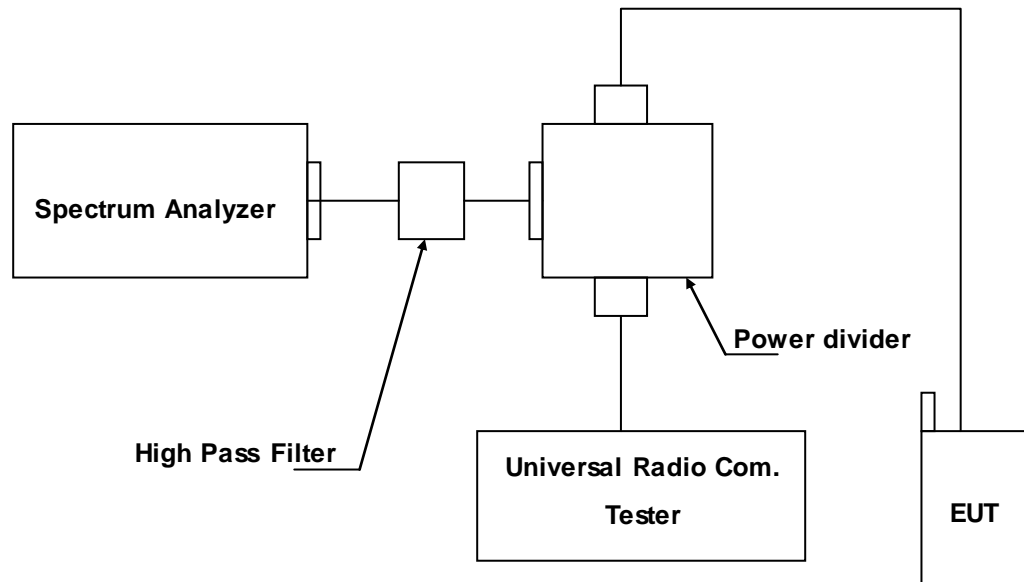 Spectrum Analyzer
Power divider
High Pass Filter
Universal Radio Com.
Tester
EUT